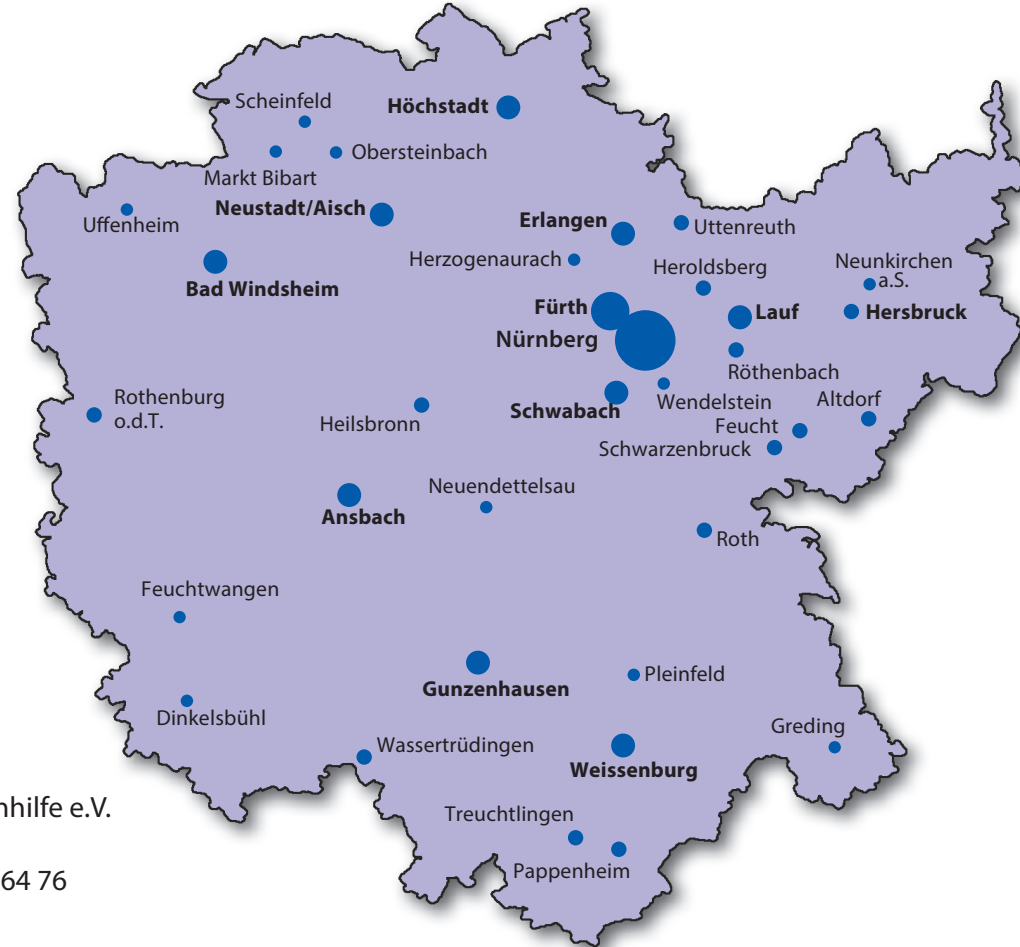 Scheinfeld
Höchstadt
Obersteinbach
Markt Bibart
Neustadt/Aisch
Uffenheim
Erlangen
Uttenreuth
Herzogenaurach
Heroldsberg
Neunkirchen
a.S.
Bad Windsheim
Fürth
Lauf
Hersbruck
Nürnberg
Röthenbach
Rothenburg
o.d.T.
Heilsbronn
Schwabach
Wendelstein
Altdorf
Feucht
Schwarzenbruck
Neuendettelsau
Ansbach
Roth
Feuchtwangen
Gunzenhausen
Pleinfeld
Dinkelsbühl
Greding
Wassertrüdingen
Weissenburg
nhilfe e.V.
Treuchtlingen
Pappenheim
64 76